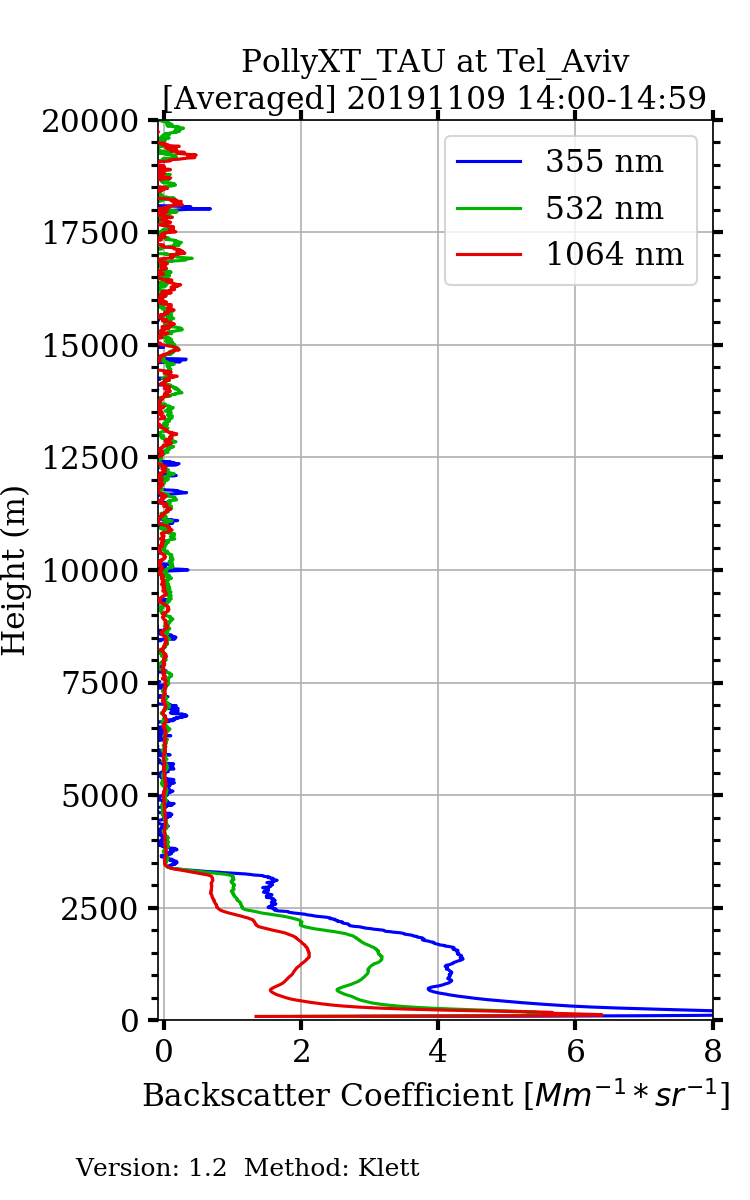 PollyXT_TAU at Tel_Aviv
[Averaged] 20191109 14:00-14:59
20000
17500
15000
12500
10000
7500
5000
2500
0
Height (m)
355 nm
532 nm
1064 nm
0 2 4 6 8
Backscatter Coefficient [Mm⁻¹ * sr⁻¹]
Version: 1.2 Method: Klett